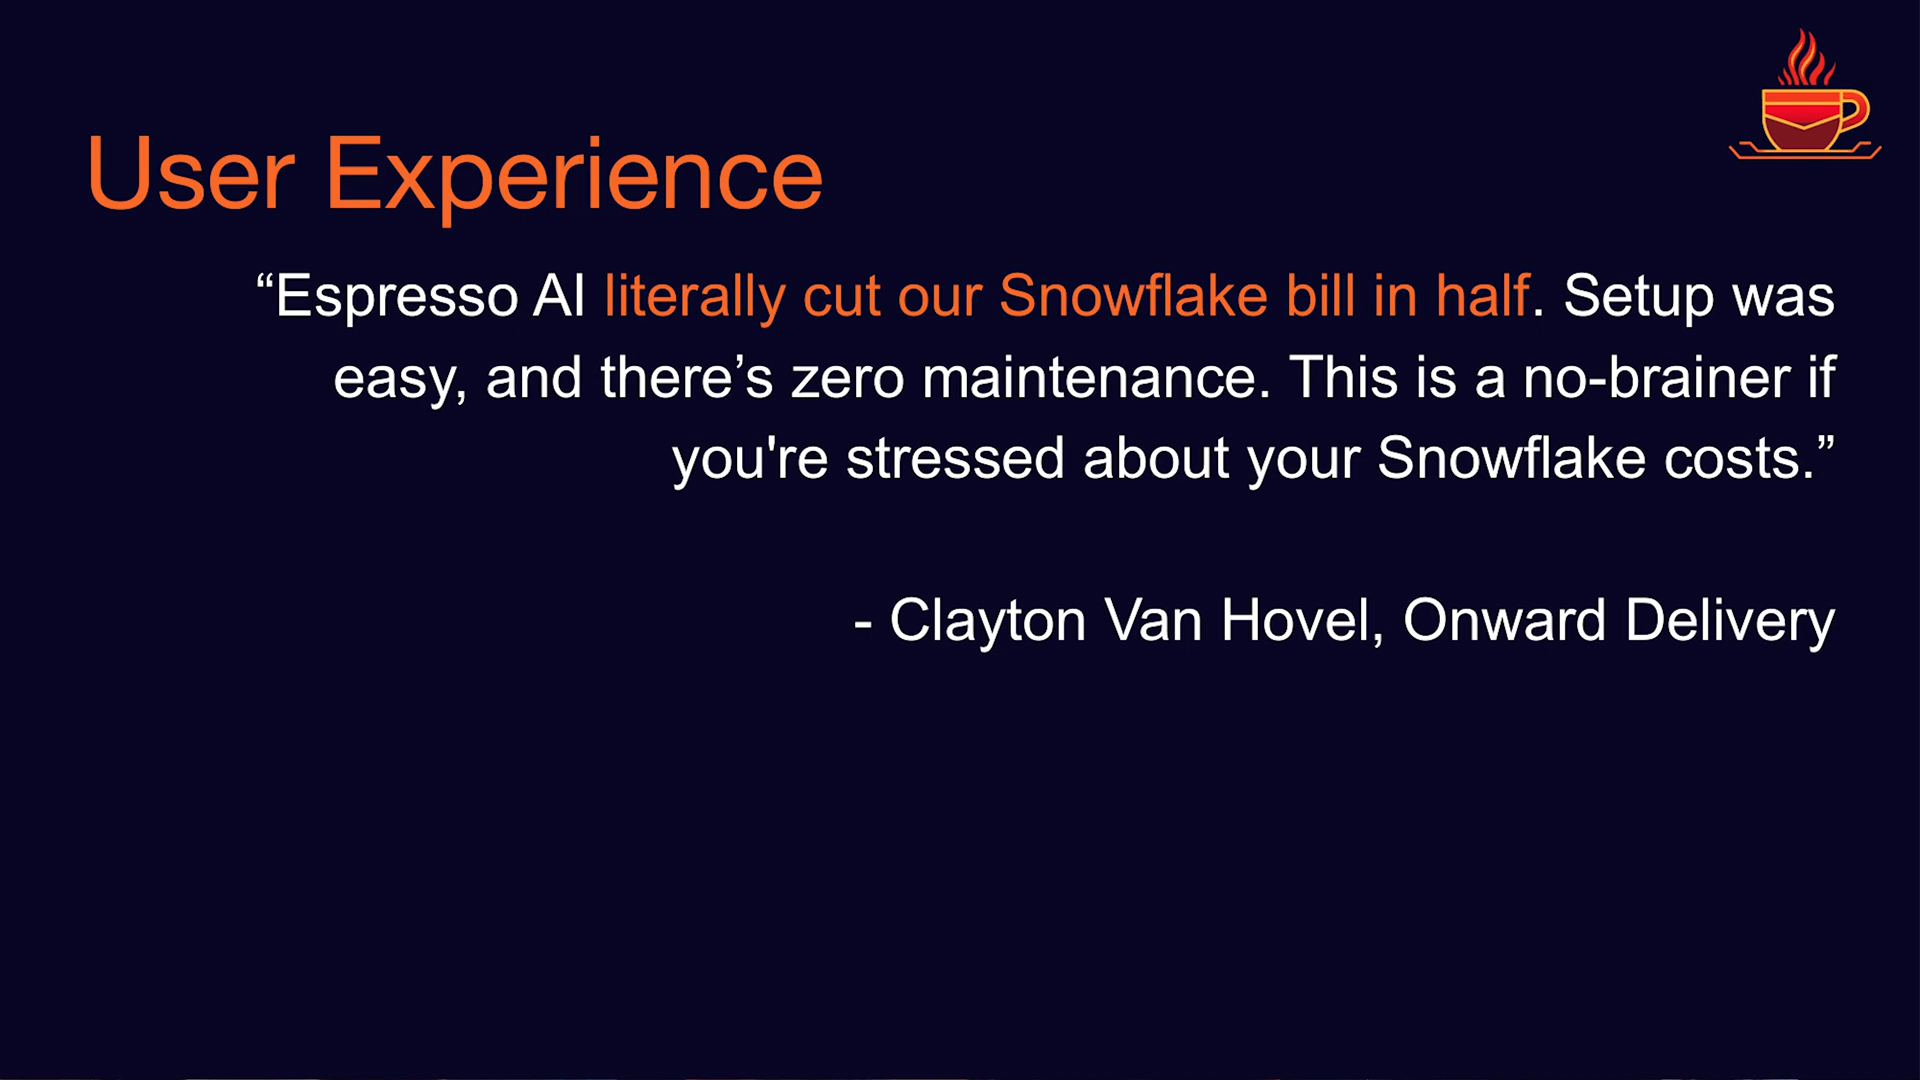 User Experience
“Espresso AI literally cut our Snowflake bill in half. Setup was
easy, and there’s zero maintenance. This is a no-brainer if
you're stressed about your Snowflake costs.”
- Clayton Van Hovel, Onward Delivery